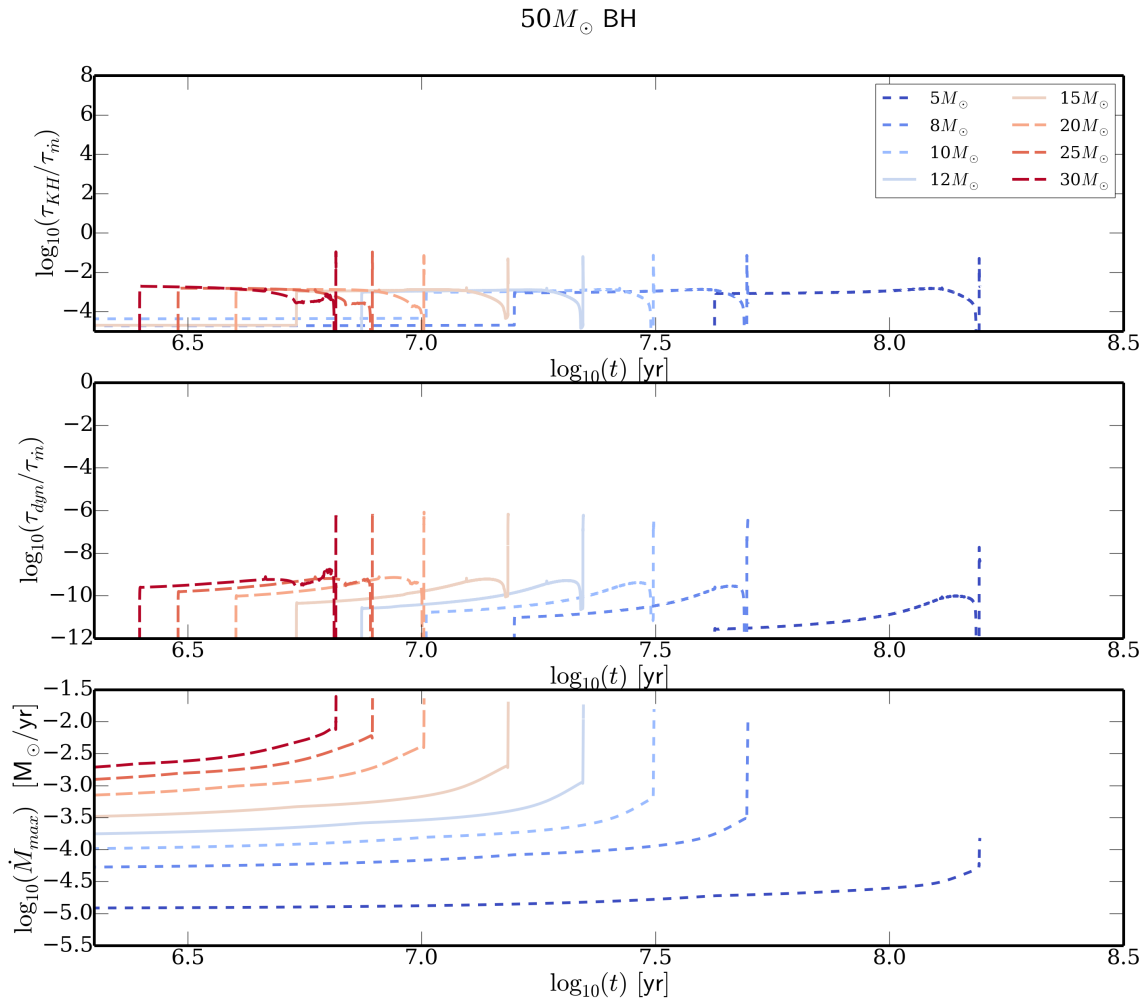 50M⊙ BH
8
6
4
2
0
−2
−4
log10(τKH/τṁ)
5M⊙ 15M⊙
8M⊙ 20M⊙
10M⊙ 25M⊙
12M⊙ 30M⊙
6.5 7.0 7.5 8.0 8.5
log10(t) [yr]
0
−2
−4
−6
−8
−10
−12
log10(τdyn/τṁ)
6.5 7.0 7.5 8.0 8.5
log10(t) [yr]
−1.5
−2.0
−2.5
−3.0
−3.5
−4.0
−4.5
−5.0
−5.5
log10(Ṁmax) [M⊙/yr]
6.5 7.0 7.5 8.0 8.5
log10(t) [yr]